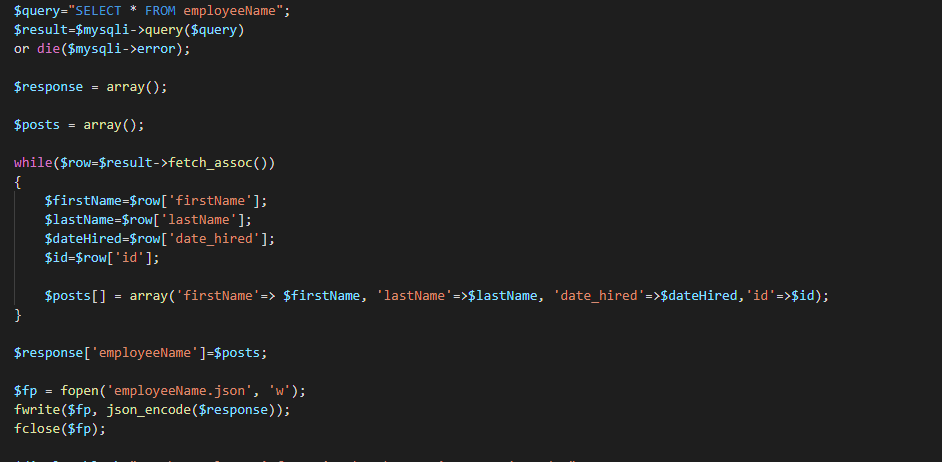 $query="SELECT * FROM employeeName";
$result=$mysqli->query($query)
or die($mysqli->error);
$response = array();
$posts = array();
while($row=$result->fetch_assoc())
{
$firstName=$row['firstName'];
$lastName=$row['lastName'];
$dateHired=$row['date_hired'];
$id=$row['id'];
$posts[] = array('firstName'=> $firstName, 'lastName'=>$lastName, 'date_hired'=>$dateHired,'id'=>$id);
}
$response['employeeName']=$posts;
$fp = fopen('employeeName.json', 'w');
fwrite($fp, json_encode($response));
fclose($fp);